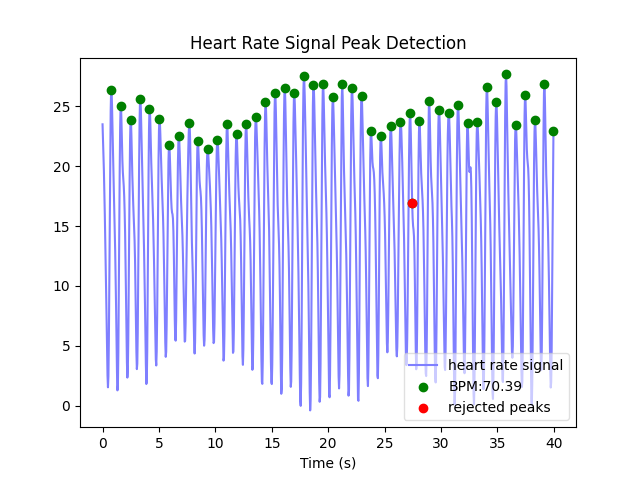 Heart Rate Signal Peak Detection
25
20
15
10
5
0
heart rate signal
BPM:70.39
rejected peaks
0 5 10 15 20 25 30 35 40
Time (s)